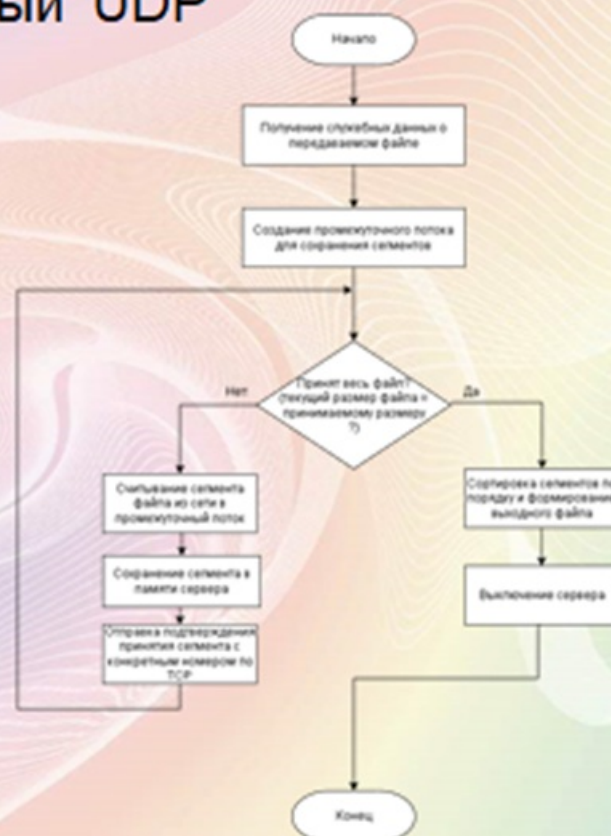 ый UDP
Начало
Получение служебных данных о
передаваемом файле
Создание промежуточного потока
для сохранения сегментов
Принят весь файл?
(текущий размер файла =
принимаемому размеру
?)
Нет
Да
Считывание сегмента
файла из сети в
промежуточный поток
Сохранение сегмента в
памяти сервера
Отправка подтверждения
принятия сегмента с
конкретным номером по
TCP
Сортировка сегментов по
порядку и формирование
выходного файла
Выключение сервера
Конец